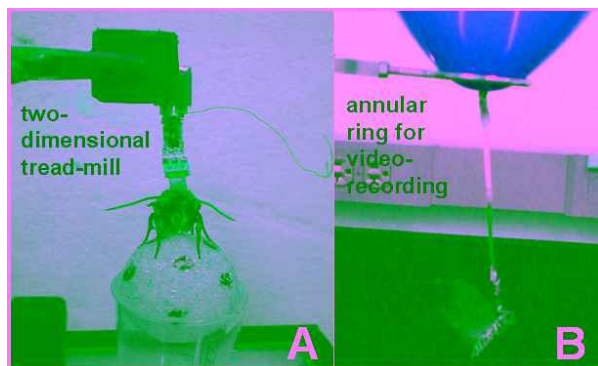 two-
dimensional
tread-mill
A
annular
ring for
video-
recording
B